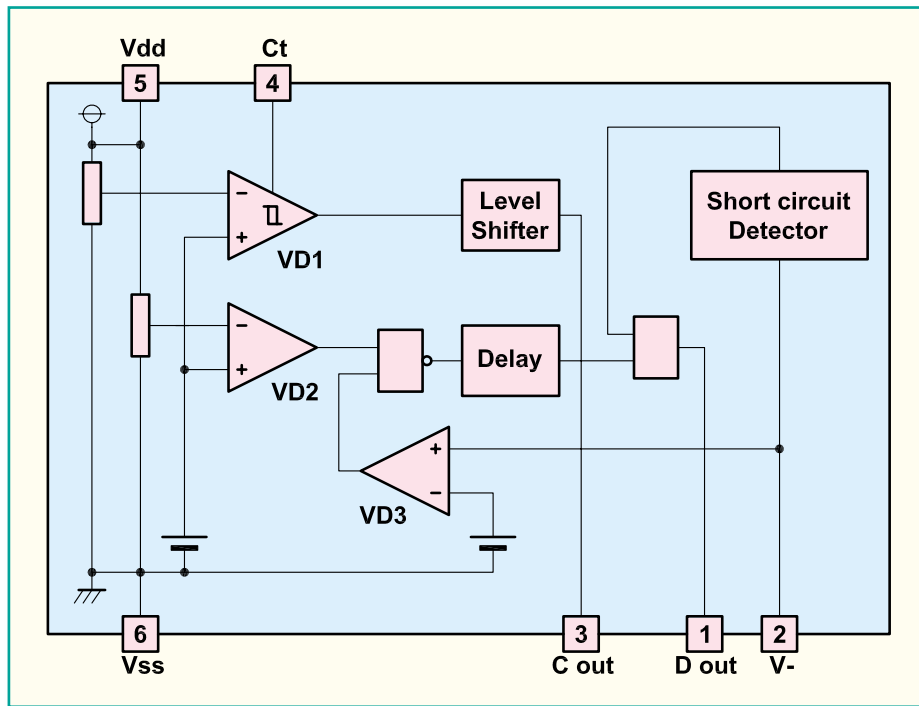 Vdd Ct
5 4
− Level Shifter
+
VD1
Short circuit
Detector
−
+
VD2
Delay
+
−
VD3
6 3 1 2
Vss C out D out V-